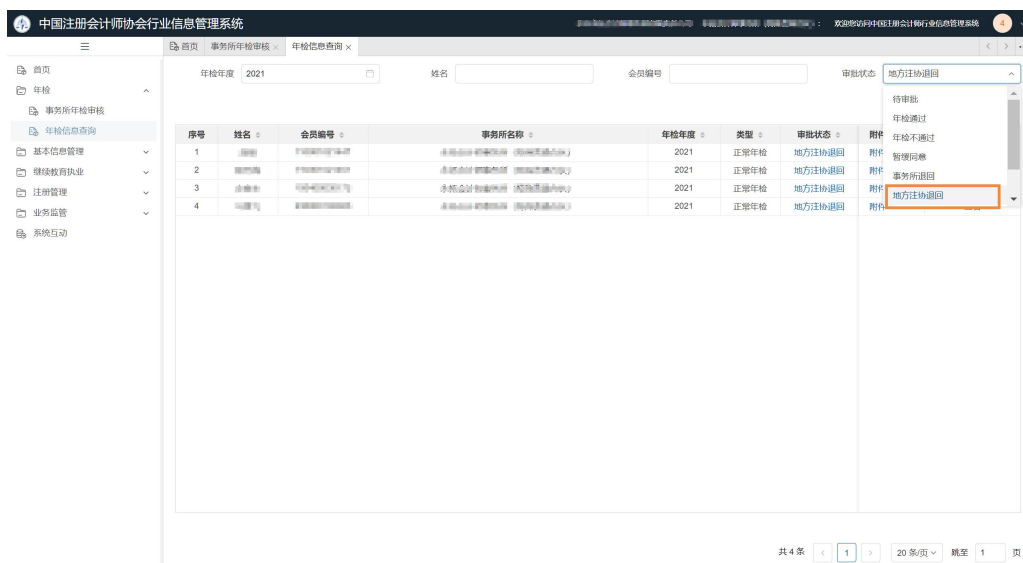 中国注册会计师协会行业信息管理系统
欢迎您访问中国注册会计师行业信息管理系统
4
首页 事务所年检审核 × 年检信息查询 ×
首页
年检
事务所年检审核
年检信息查询
基本信息管理
继续教育执业
注册管理
业务监管
系统互动
年检年度 2021 姓名 会员编号 审批状态 地方注协退回
待审批
年检通过
年检不通过
暂缓同意
事务所退回
地方注协退回
序号 姓名 会员编号 事务所名称 年检年度 类型 审批状态 附件
1 2021 正常年检 地方注协退回 附件
2 2021 正常年检 地方注协退回 附件
3 2021 正常年检 地方注协退回 附件
4 2021 正常年检 地方注协退回 附件
共 4 条 < 1 > 20 条/页 跳至 1 页